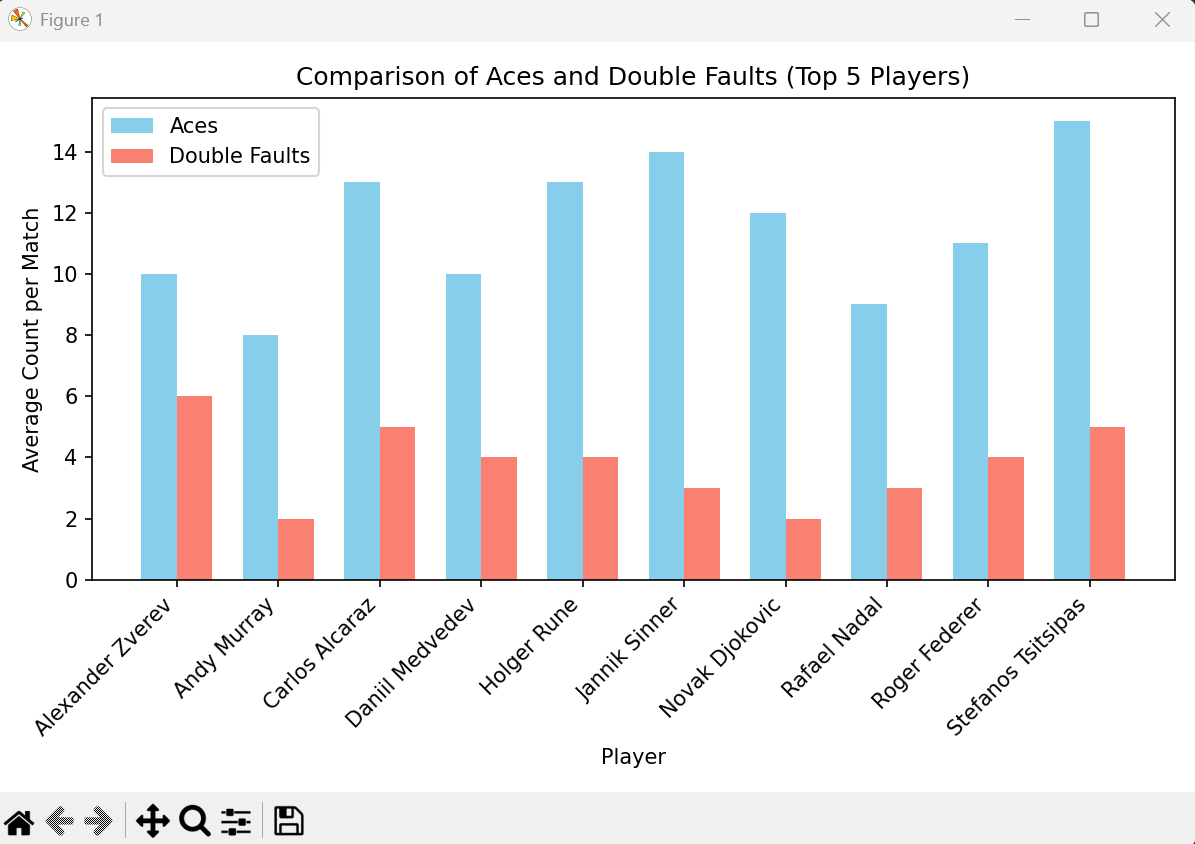 Figure 1
Comparison of Aces and Double Faults (Top 5 Players)
Aces
Double Faults
Average Count per Match
14
12
10
8
6
4
2
0
Alexander Zverev
Andy Murray
Carlos Alcaraz
Daniil Medvedev
Holger Rune
Jannik Sinner
Novak Djokovic
Rafael Nadal
Roger Federer
Stefanos Tsitsipas
Player